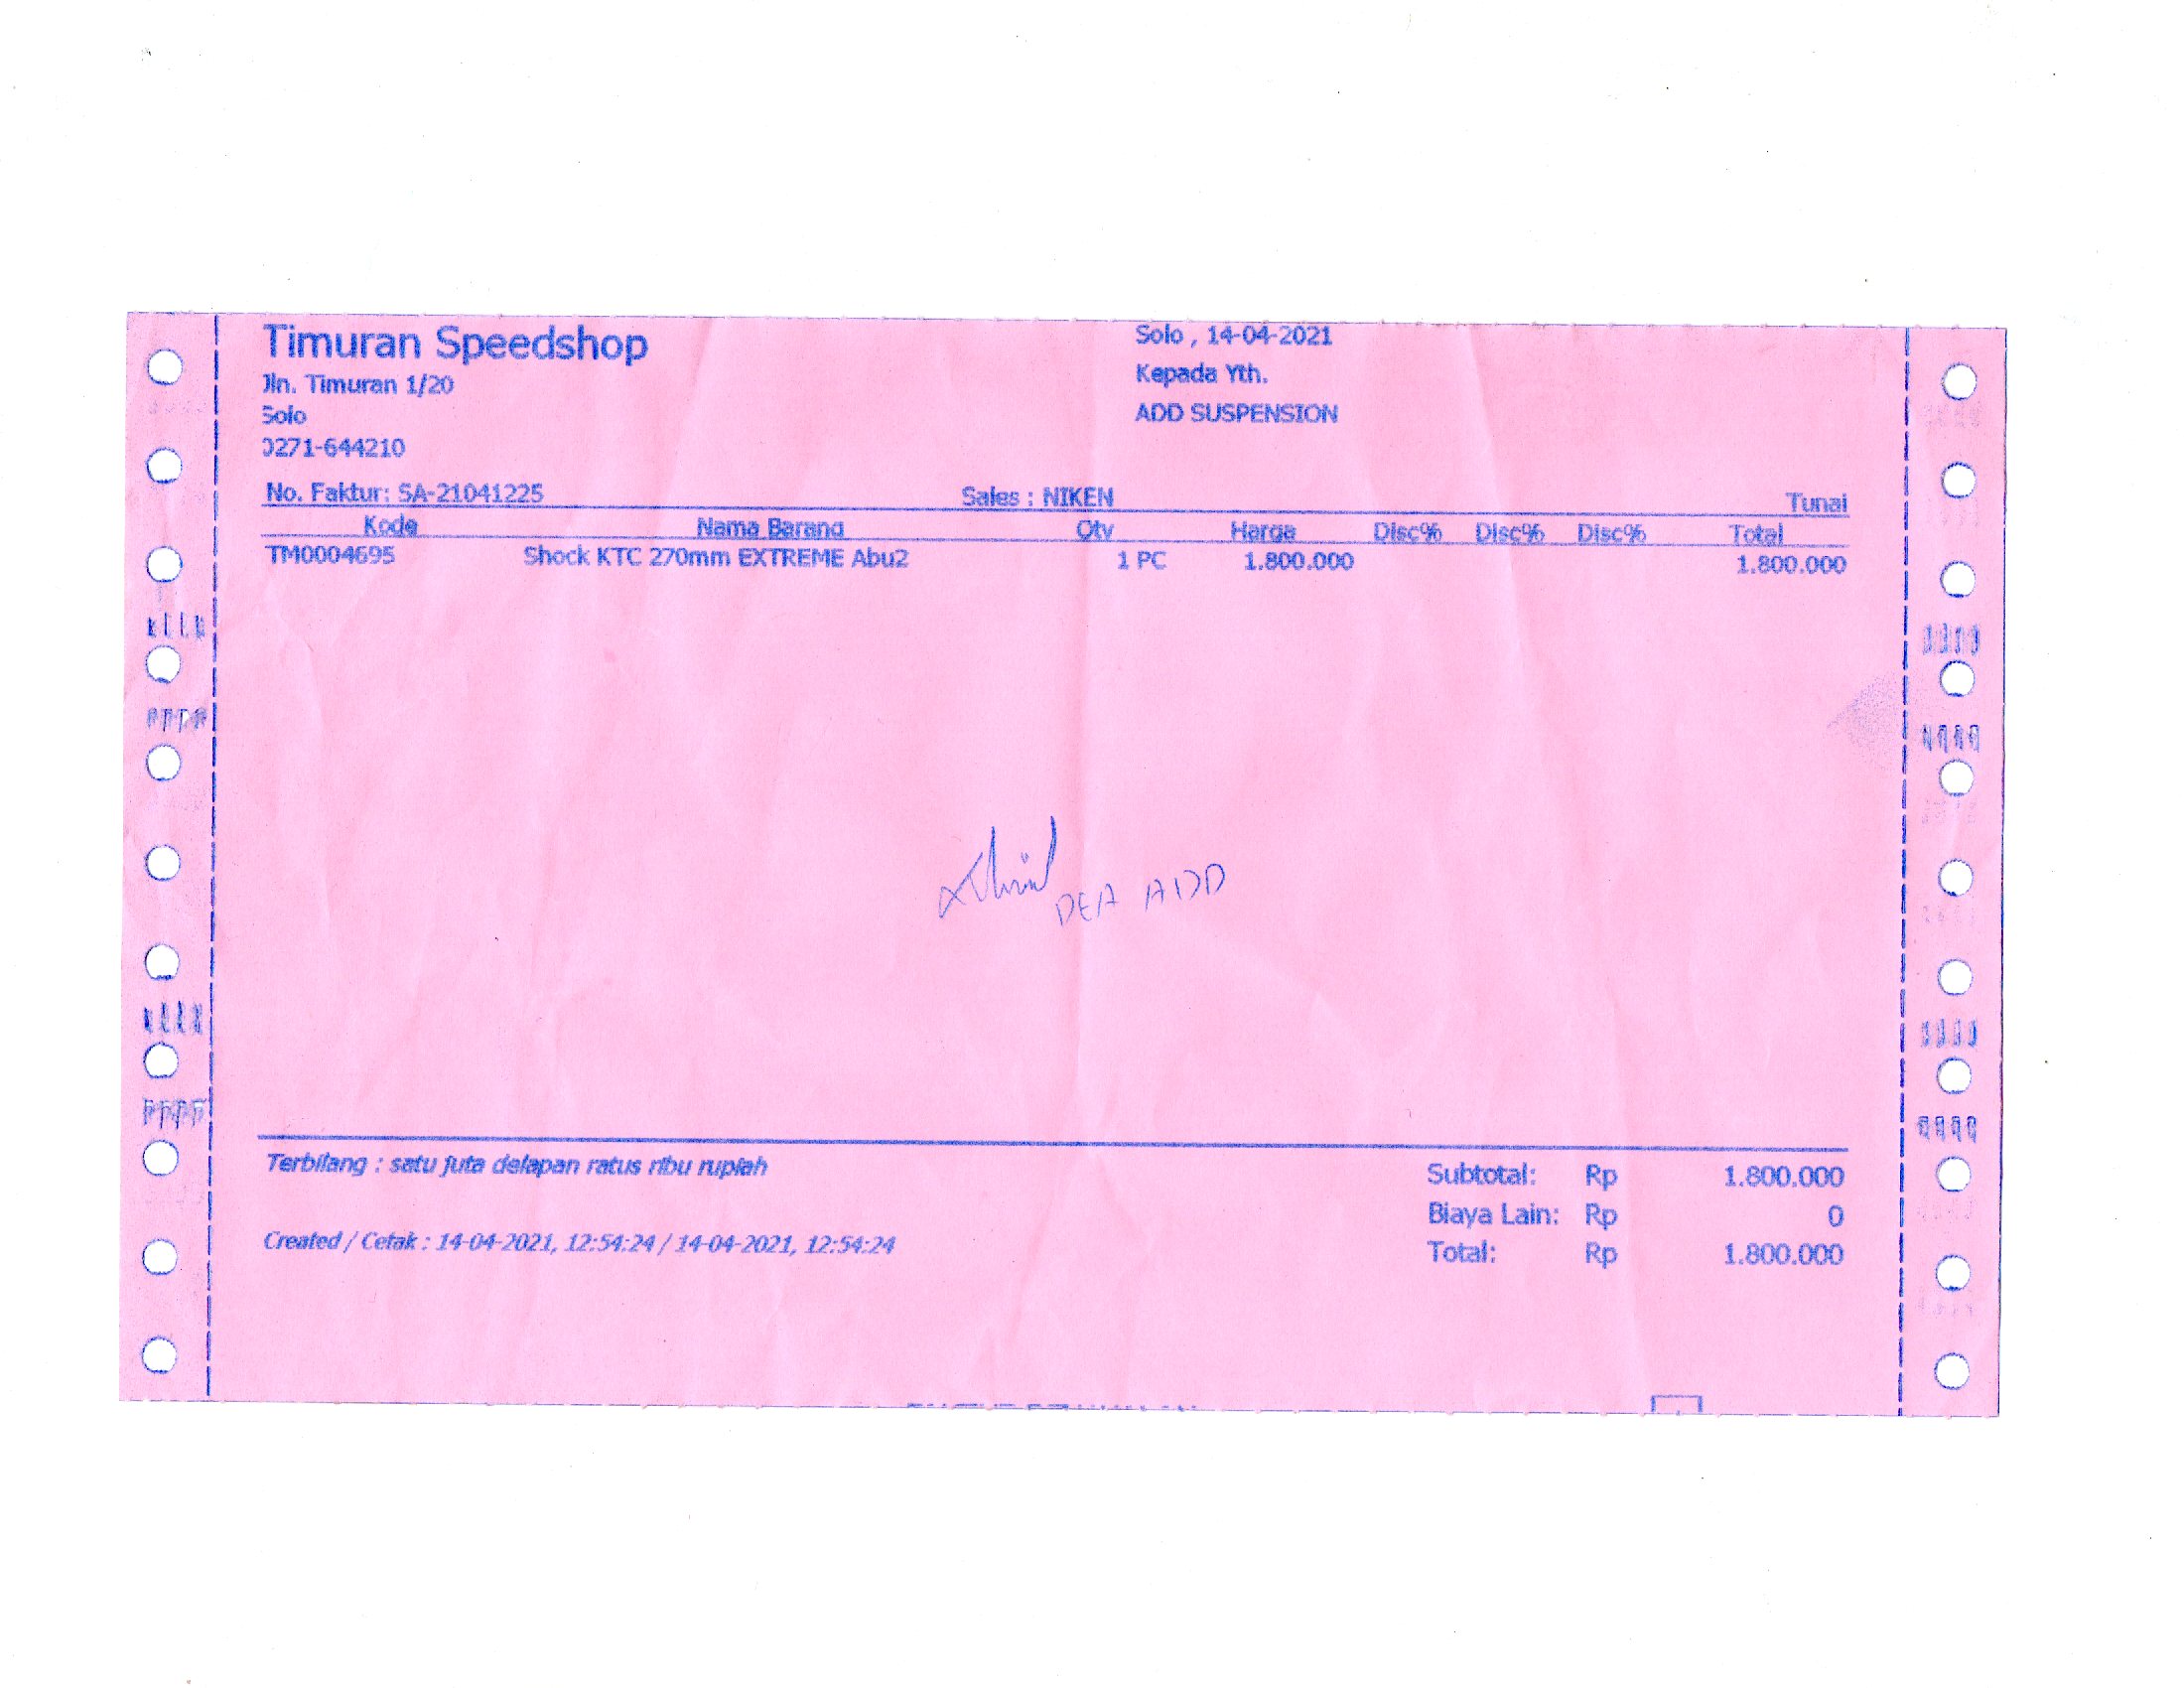 Timuran Speedshop
Jln. Timuran 1/20
Solo
0271-644210
Solo , 14-04-2021
Kepada Yth.
ADD SUSPENSION
No. Faktur: SA-21041225 Sales : NIKEN Tunai
Kode Nama Barang Qty Harga Disc% Disc% Disc% Total
TM0004695 Shock KTC 270mm EXTREME Abu2 1 PC 1.800.000 1.800.000
DEA ADD
Terbilang : satu juta delapan ratus ribu rupiah
Subtotal: Rp 1.800.000
Biaya Lain: Rp 0
Created / Cetak : 14-04-2021, 12:54:24 / 14-04-2021, 12:54:24
Total: Rp 1.800.000